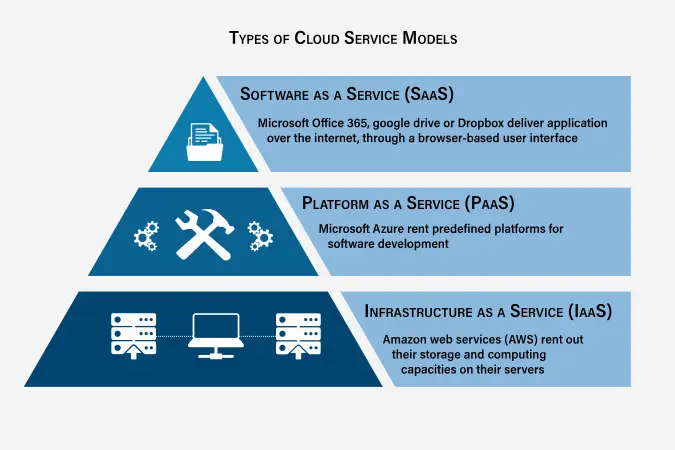 Types of Cloud Service Models
Software as a Service (SaaS)
Microsoft Office 365, google drive or Dropbox deliver application
over the internet, through a browser-based user interface
Platform as a Service (PaaS)
Microsoft Azure rent predefined platforms for
software development
Infrastructure as a Service (IaaS)
Amazon web services (AWS) rent out
their storage and computing
capacities on their servers